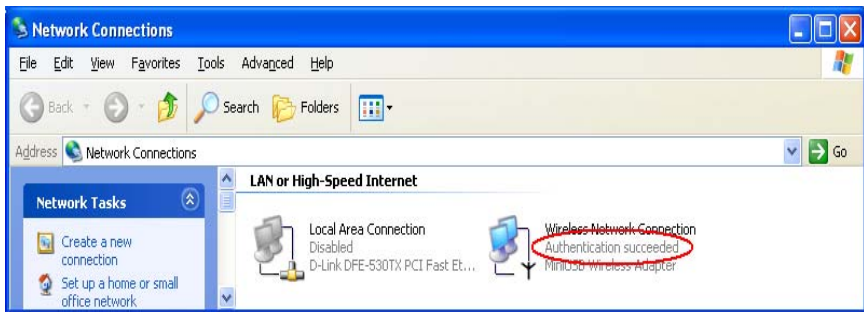 Network Connections
File Edit View Favorites Tools Advanced Help
Back Search Folders
Address Network Connections Go
Network Tasks
Create a new
connection
Set up a home or small
office network
LAN or High-Speed Internet
Local Area Connection
Disabled
D-Link DFE-530TX PCI Fast Et...
Wireless Network Connection
Authentication succeeded
MiniUSB Wireless Adapter